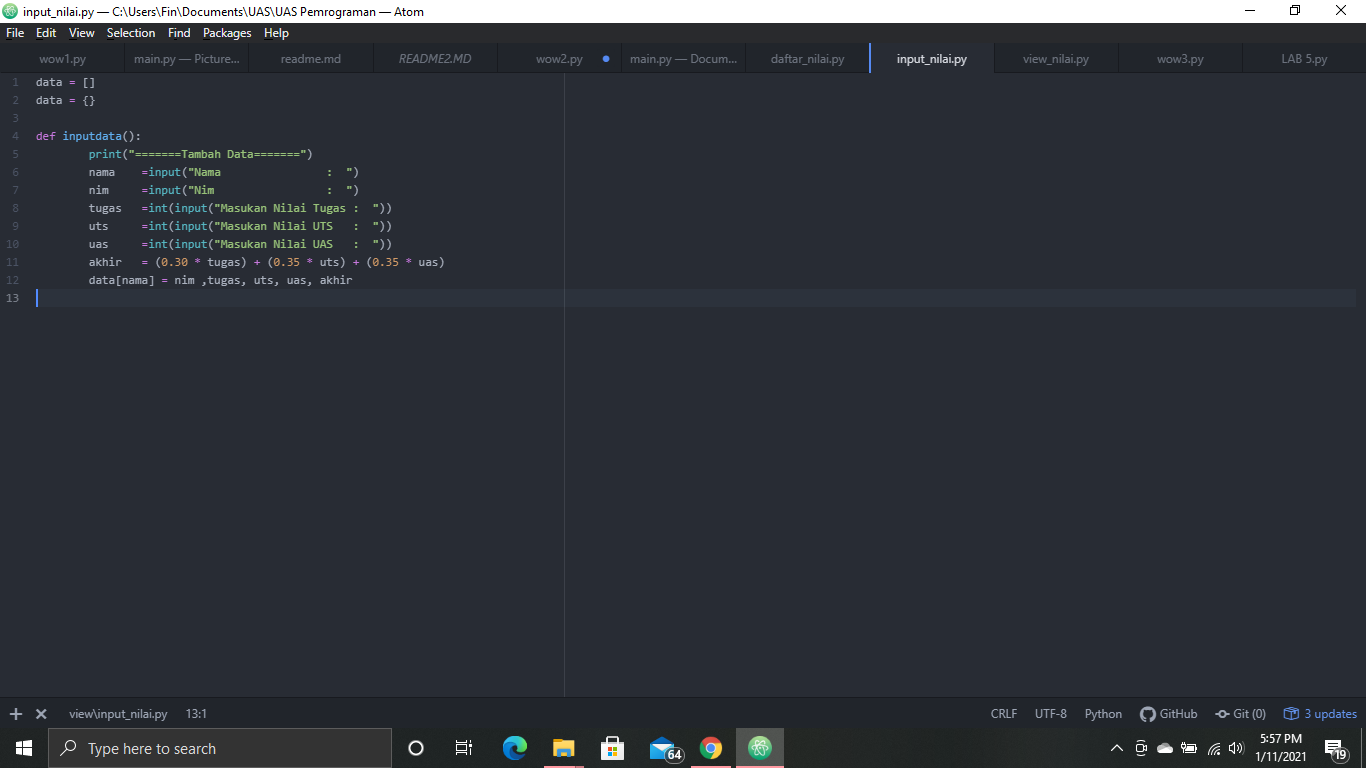 input_nilai.py — C:\Users\Fin\Documents\UAS\UAS Pemrograman — Atom
File Edit View Selection Find Packages Help
wow1.py main.py — Picture... readme.md README2.MD wow2.py main.py — Docum... daftar_nilai.py input_nilai.py view_nilai.py wow3.py LAB 5.py
1 data = []
2 data = {}
3
4 def inputdata():
5         print("=======Tambah Data=======")
6         nama    =input("Nama                :  ")
7         nim     =input("Nim                 :  ")
8         tugas   =int(input("Masukan Nilai Tugas :  "))
9         uts     =int(input("Masukan Nilai UTS   :  "))
10         uas     =int(input("Masukan Nilai UAS   :  "))
11         akhir   = (0.30 * tugas) + (0.35 * uts) + (0.35 * uas)
12         data[nama] = nim ,tugas, uts, uas, akhir
13
view\input_nilai.py 13:1 CRLF UTF-8 Python GitHub Git (0) 3 updates
Type here to search 64 5:57 PM
1/11/2021 19